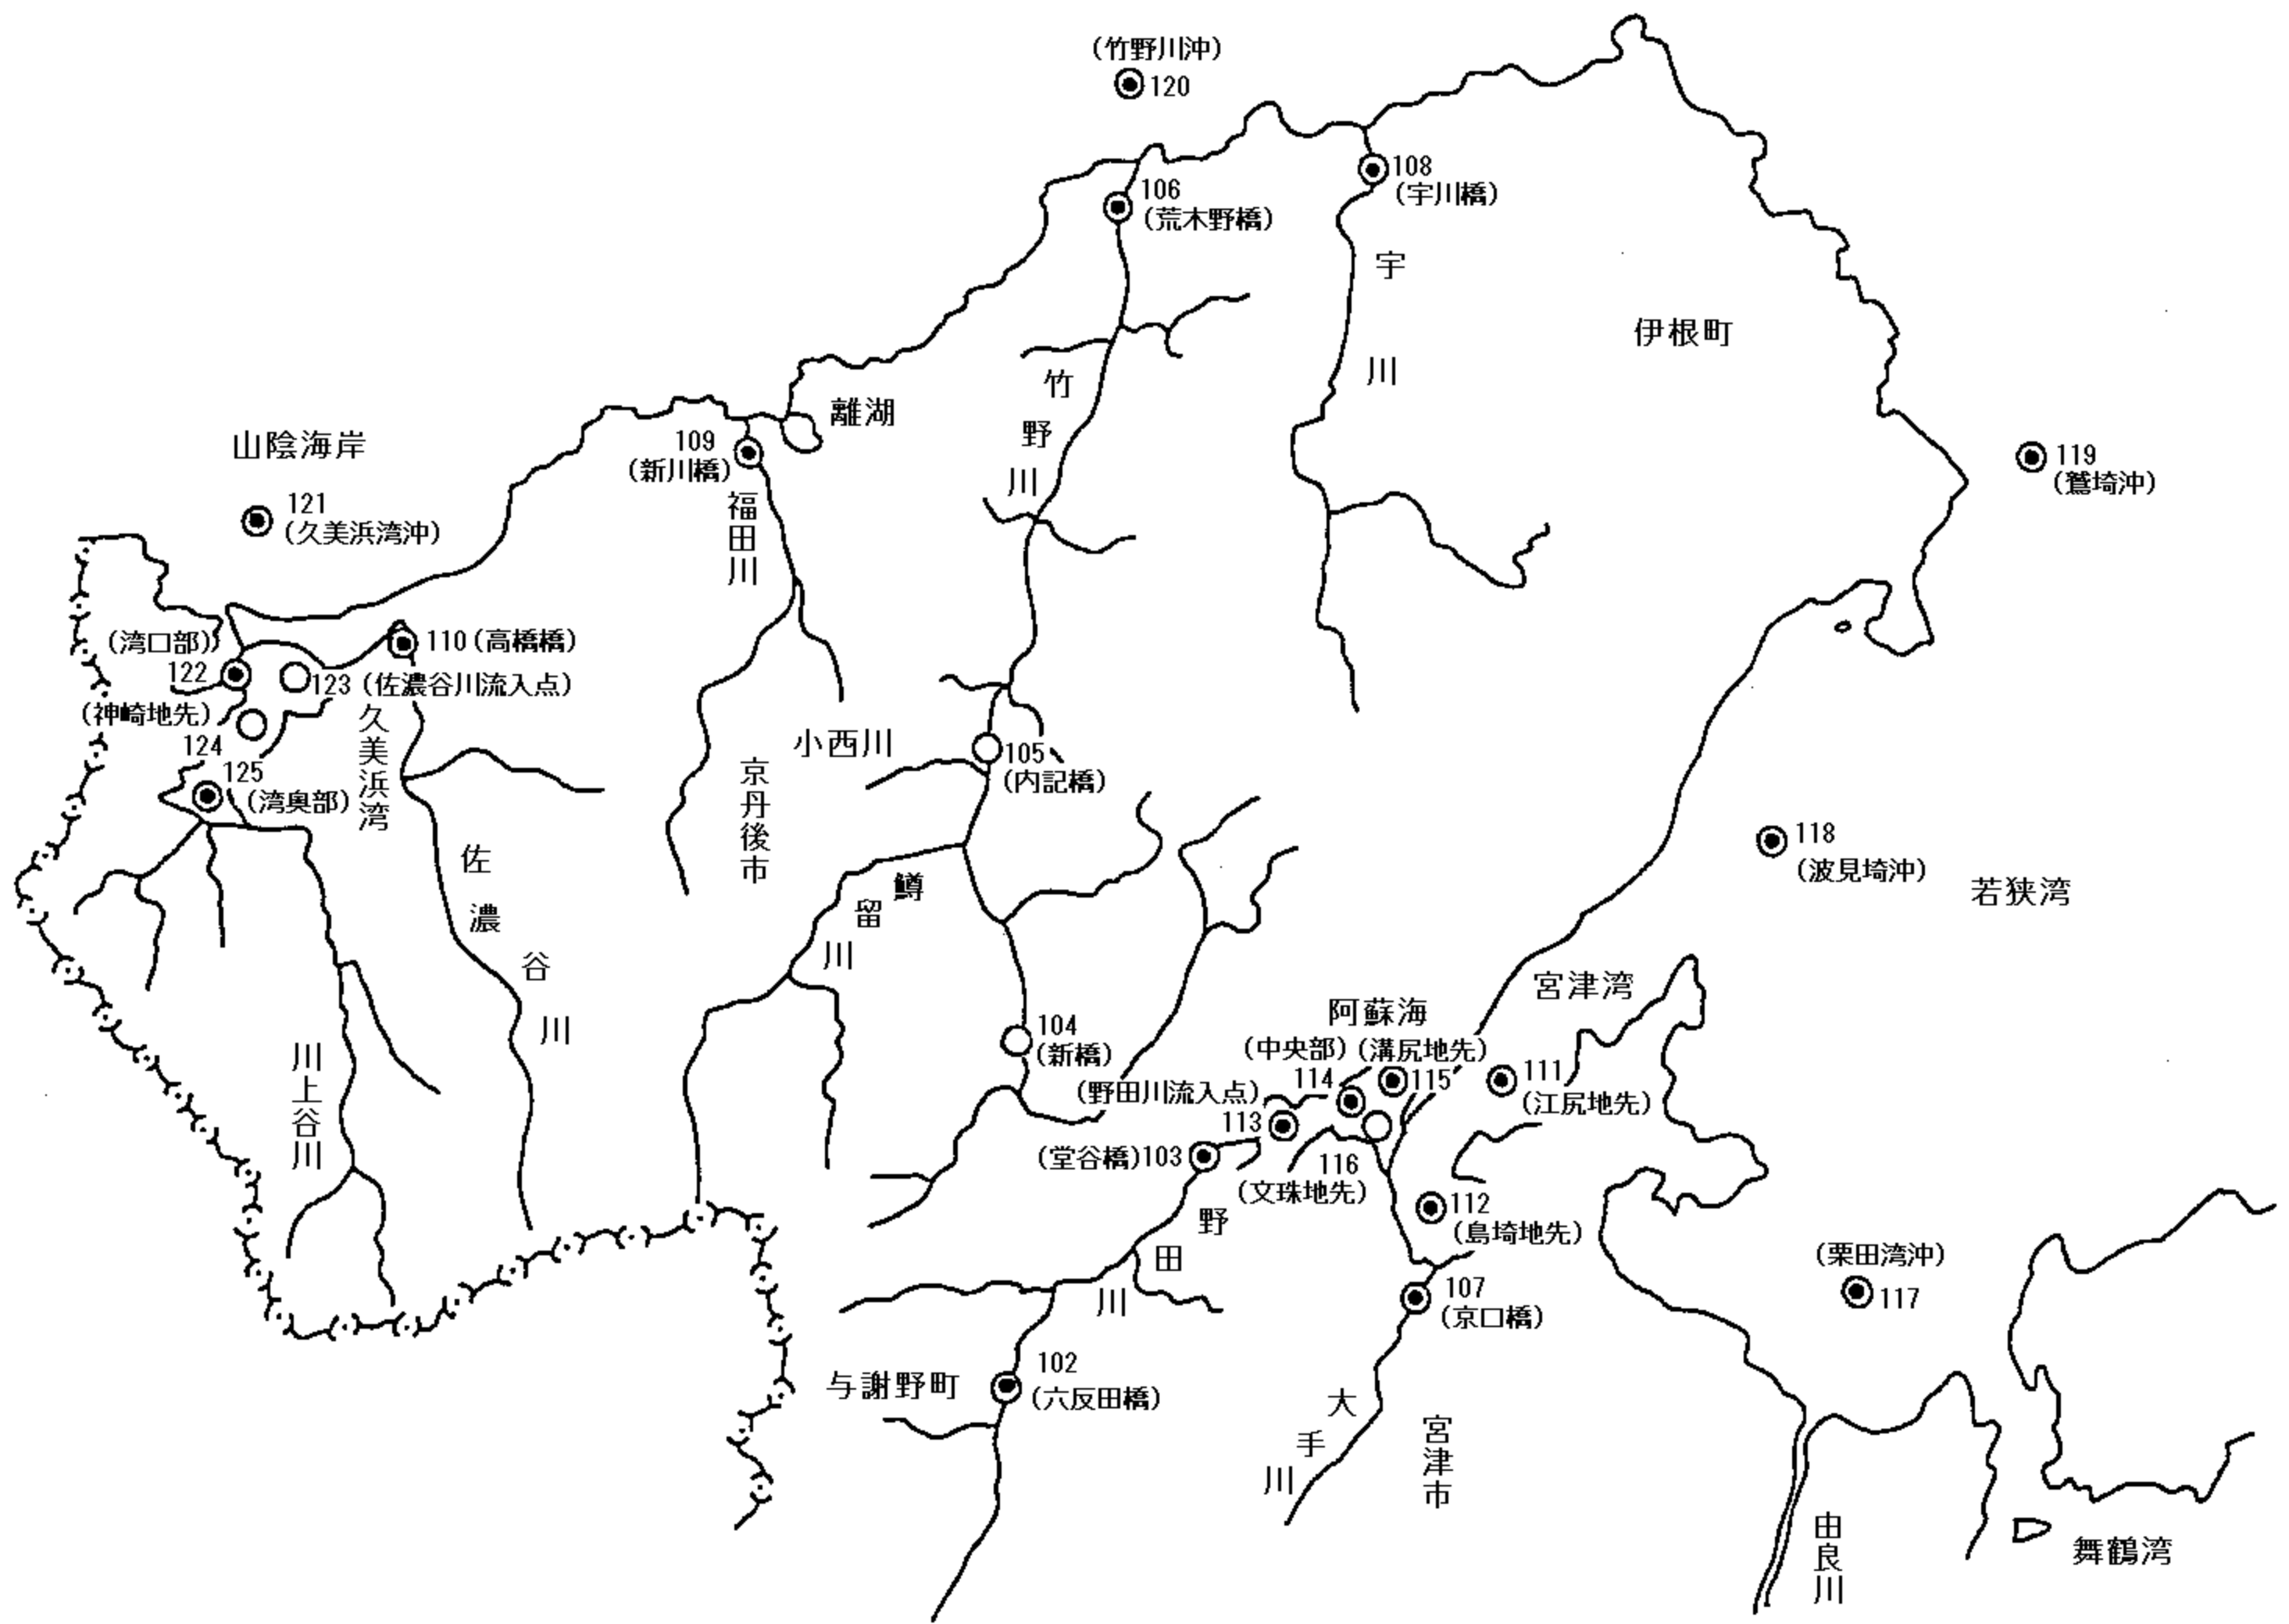 (竹野川沖)
120
108
(宇川橋)
106
(荒木野橋)
宇川
伊根町
竹野川
離湖
山陰海岸
109
(新川橋)
119
(鷲埼沖)
121
(久美浜湾沖)
福田川
(湾口部)
122
110(高橋橋)
123(佐濃谷川流入点)
(神崎地先)
124
久美浜湾
小西川
105
(内記橋)
125
(湾奥部)
京丹後市
佐濃谷川
鱒留川
118
(波見埼沖)
若狭湾
宮津湾
阿蘇海
104
(新橋)
(中央部)
(溝尻地先)
114
115
111
(江尻地先)
(野田川流入点)
113
川上谷川
(堂谷橋)103
116
(文珠地先)
112
(島埼地先)
野田川
(栗田湾沖)
117
107
(京口橋)
102
(六反田橋)
与謝野町
大手川
宮津市
由良川
舞鶴湾